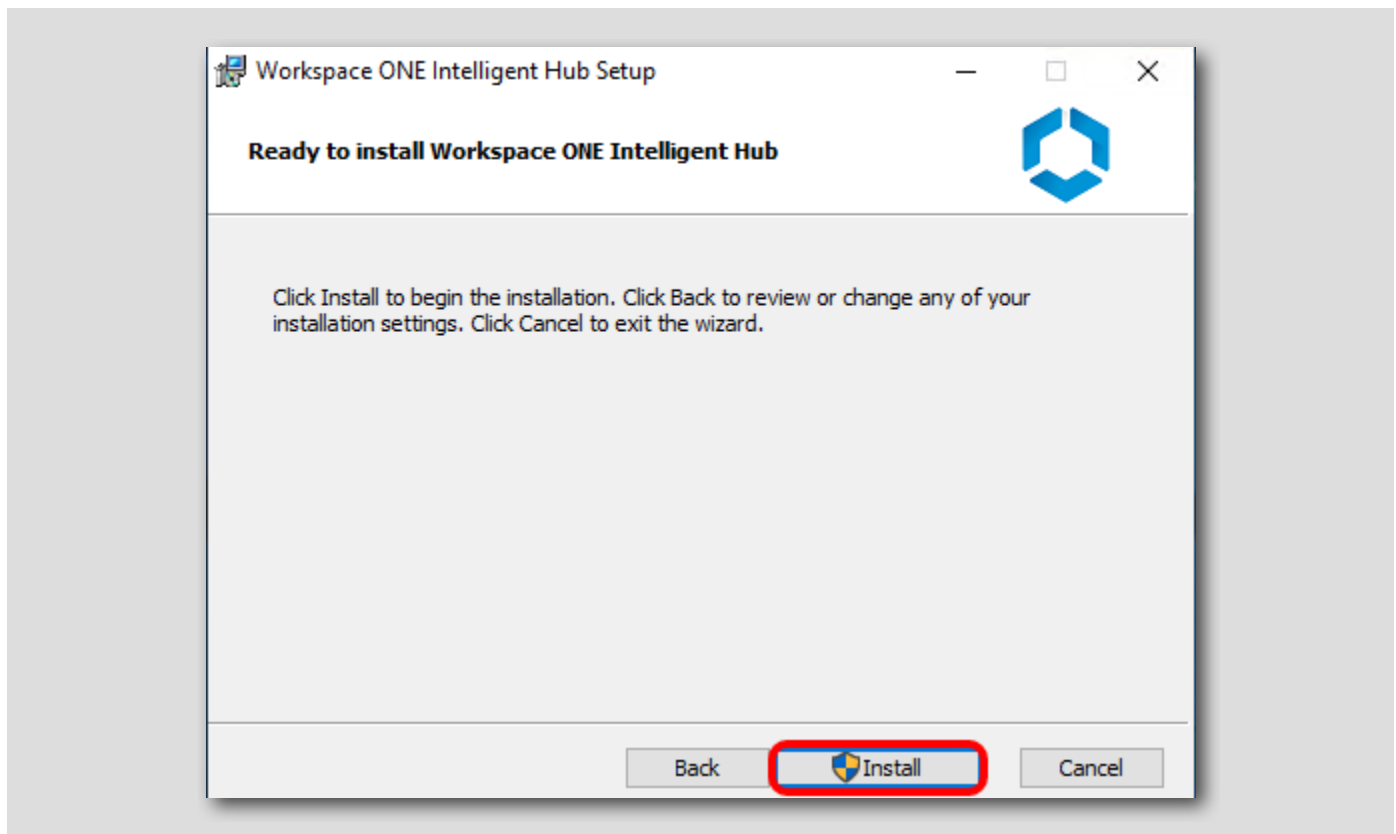 Workspace ONE Intelligent Hub Setup
Ready to install Workspace ONE Intelligent Hub
Click Install to begin the installation. Click Back to review or change any of your
installation settings. Click Cancel to exit the wizard.
Back Install Cancel